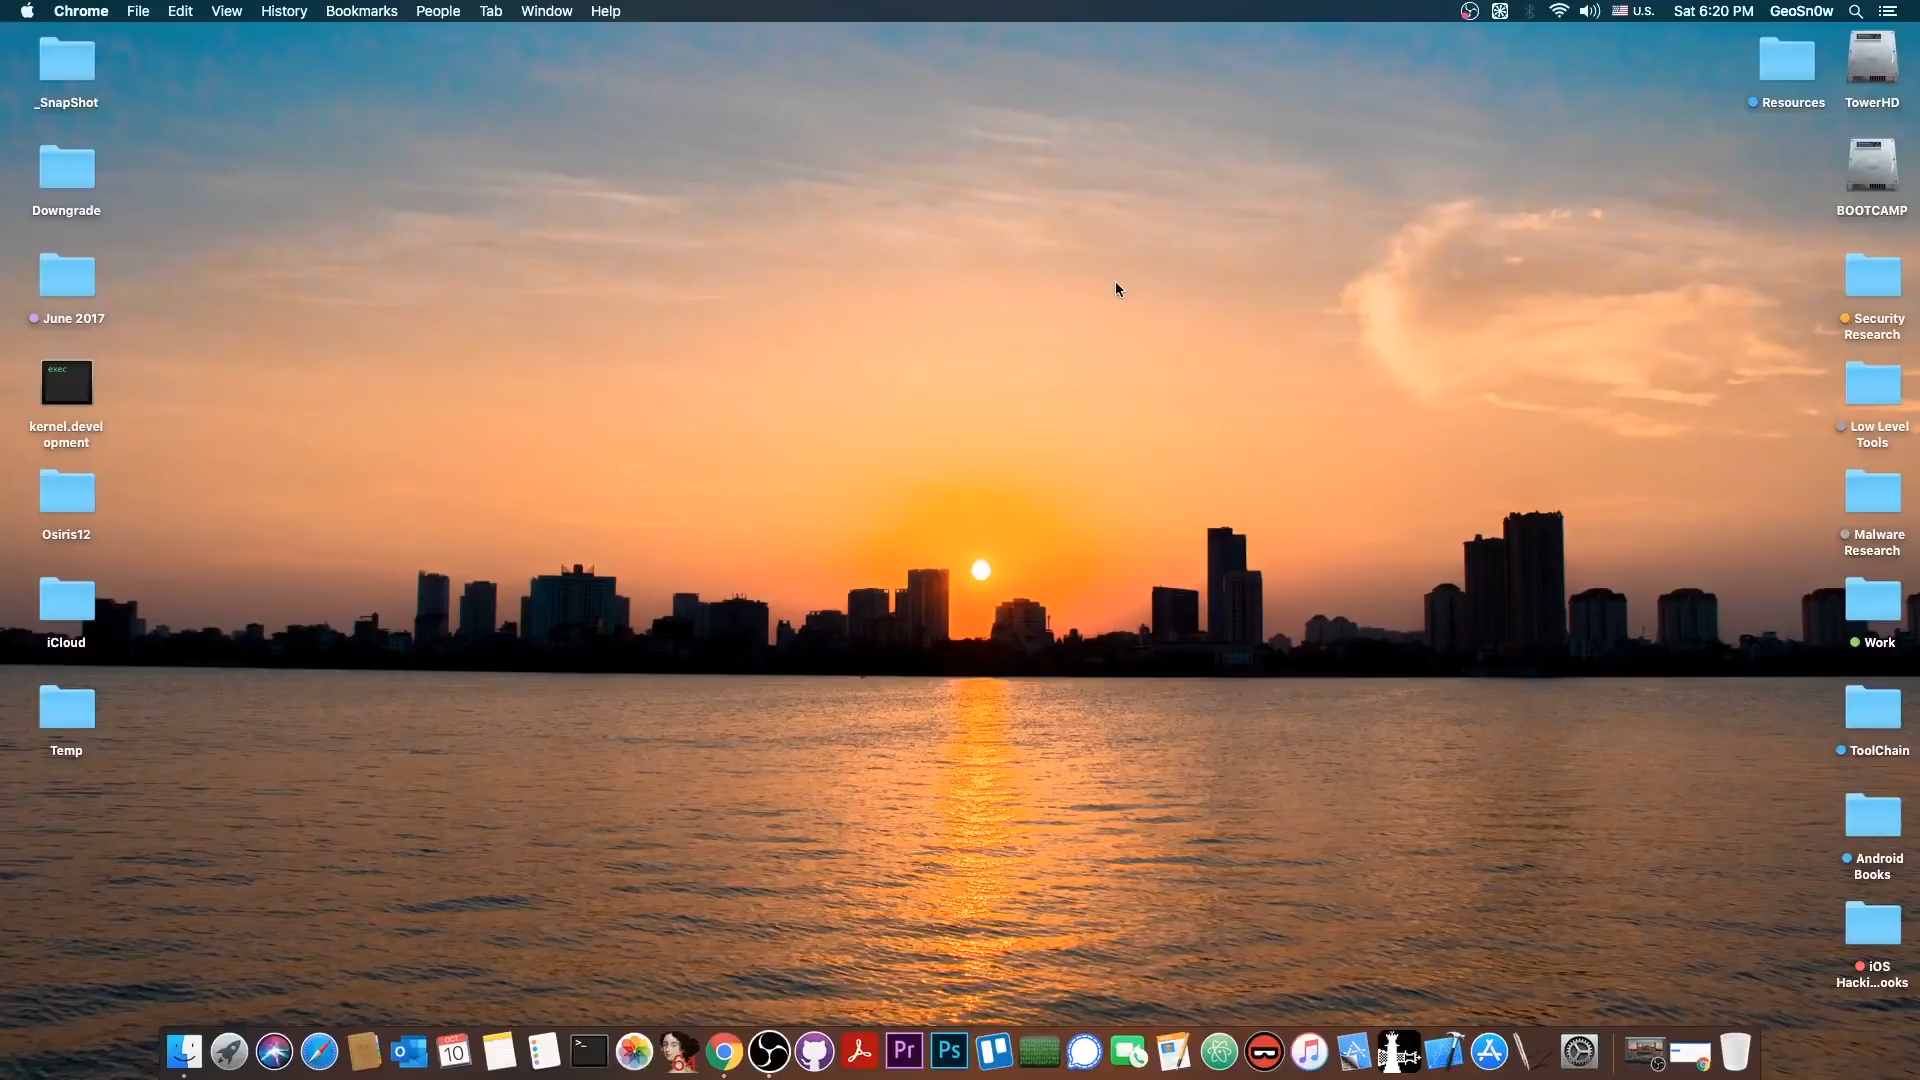 Chrome File Edit View History Bookmarks People Tab Window Help
U.S. Sat 6:20 PM GeoSn0w
_SnapShot
Downgrade
June 2017
exec
kernel.devel
opment
Osiris12
iCloud
Temp
Resources
TowerHD
BOOTCAMP
Security
Research
Low Level
Tools
Malware
Research
Work
ToolChain
Android
Books
iOS
Hacki...ooks
OCT
10
>_
64
Pr
Ps